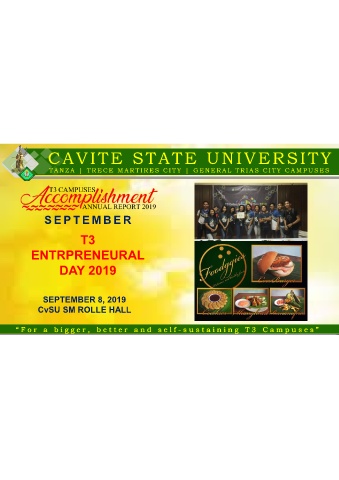 CAVITE STATE UNIVERSITY
TANZA | TRECE MARTIRES CITY | GENERAL TRIAS CITY CAMPUSES
T3 CAMPUSES
Accomplishment
ANNUAL REPORT 2019
SEPTEMBER
T3
ENTRPRENEURAL
DAY 2019
SEPTEMBER 8, 2019
CvSU SM ROLLE HALL
Foodgyies
"For a bigger, better and self-sustaining T3 Campuses"